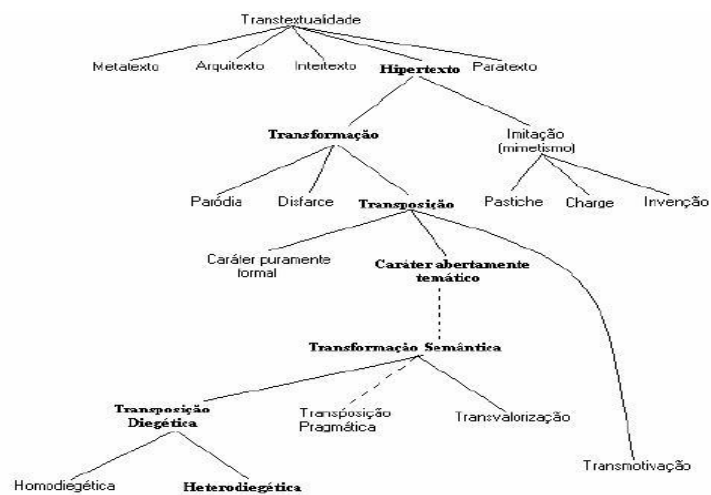 Transtextualidade
Metatexto
Arquitexto
Intertexto
Hipertexto
Paratexto
Transformação
Imitação
(mimetismo)
Paródia
Disfarce
Transposição
Pastiche
Charge
Invenção
Caráter puramente
formal
Caráter abertamente
temático
Transformação Semântica
Transposição
Diegética
Transposição
Pragmática
Transvalorização
Transmotivação
Homodiegética
Heterodiegética